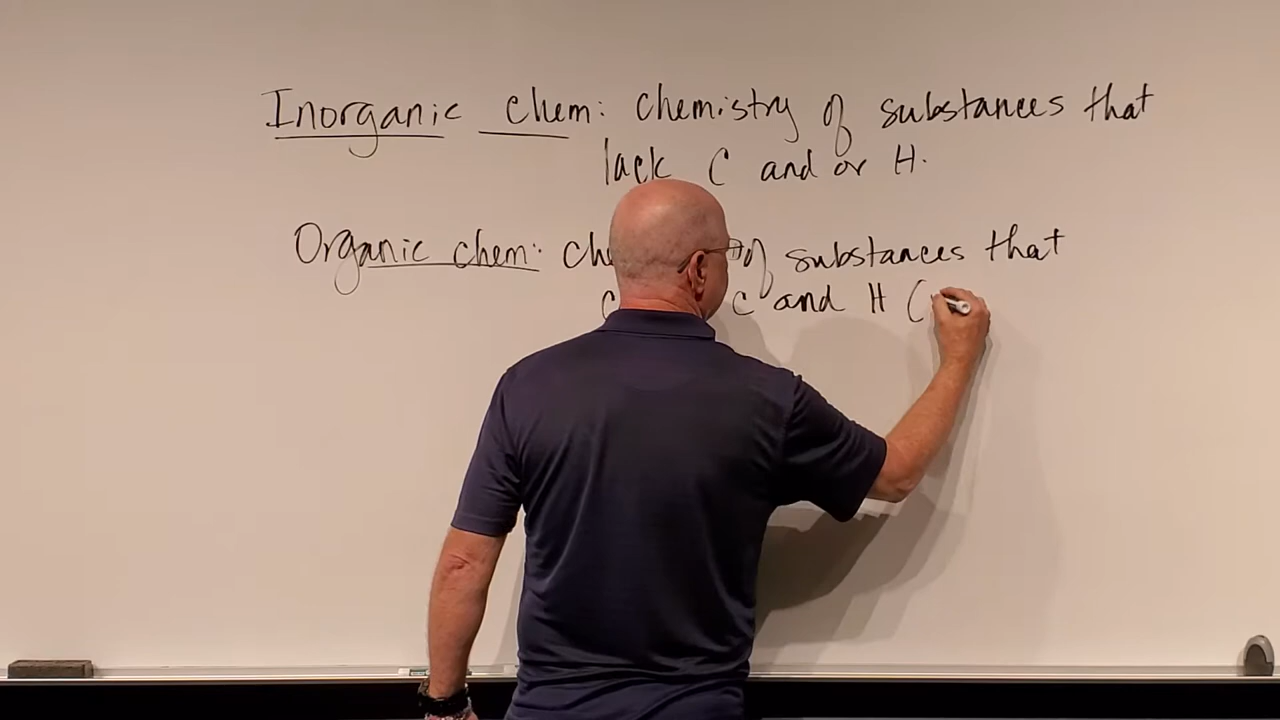 Inorganic chem: chemistry of substances that
lack C and or H.
Organic chem: of substances that
C and H (